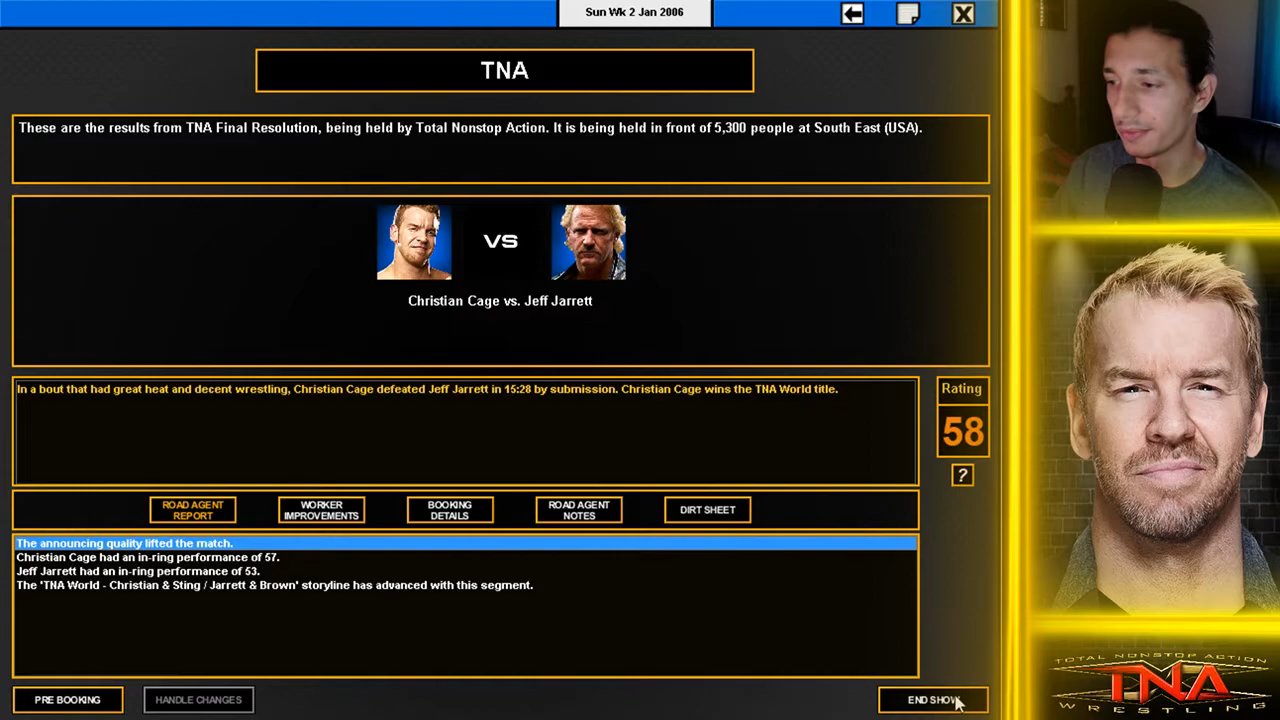 Sun Wk 2 Jan 2006
TNA
These are the results from TNA Final Resolution, being held by Total Nonstop Action. It is being held in front of 5,300 people at South East (USA).
VS
Christian Cage vs. Jeff Jarrett
In a bout that had great heat and decent wrestling, Christian Cage defeated Jeff Jarrett in 15:28 by submission. Christian Cage wins the TNA World title.
Rating
58
?
ROAD AGENT
REPORT
WORKER
IMPROVEMENTS
BOOKING
DETAILS
ROAD AGENT
NOTES
DIRT SHEET
The announcing quality lifted the match.
Christian Cage had an in-ring performance of 57.
Jeff Jarrett had an in-ring performance of 53.
The 'TNA World - Christian & Sting / Jarrett & Brown' storyline has advanced with this segment.
PRE BOOKING
HANDLE CHANGES
END SHOW
TOTAL NONSTOP ACTION
TNA
WRESTLING